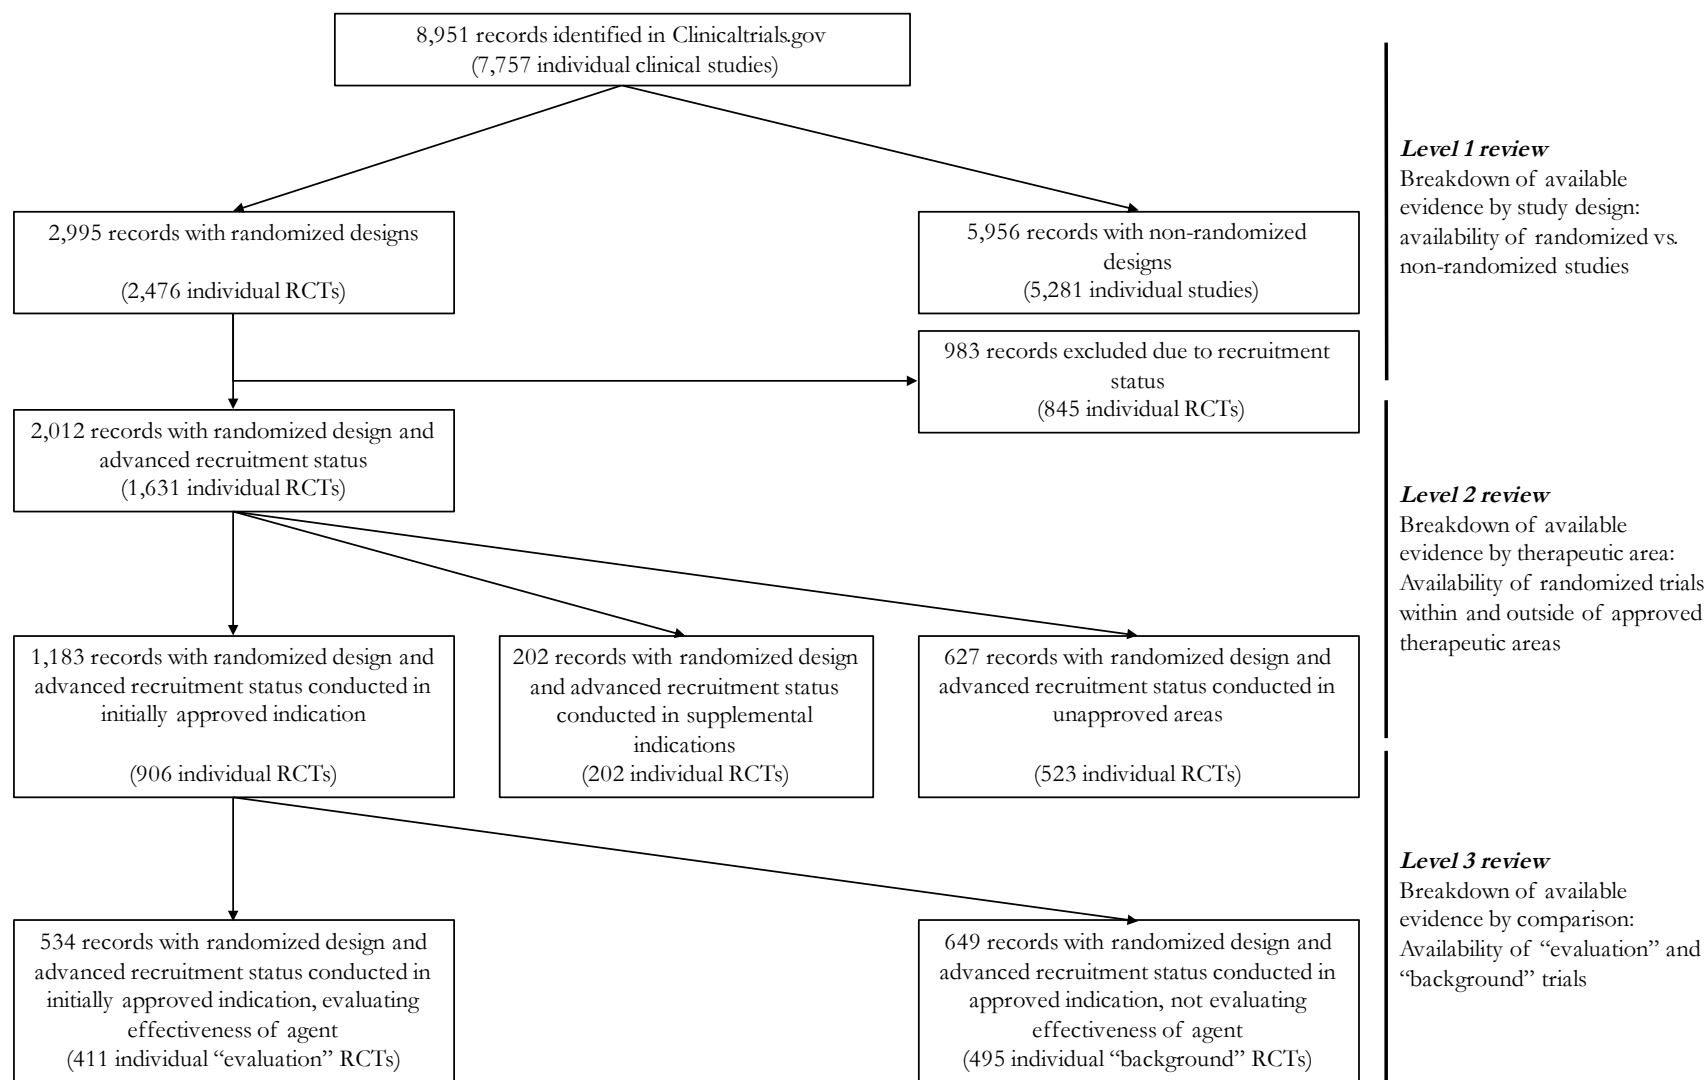 8,951 records identified in Clinicaltrials.gov
(7,757 individual clinical studies)
2,995 records with randomized designs
(2,476 individual RCTs)
5,956 records with non-randomized
designs
(5,281 individual studies)
Level 1 review
Breakdown of available
evidence by study design:
availability of randomized vs.
non-randomized studies
983 records excluded due to recruitment
status
(845 individual RCTs)
2,012 records with randomized design and
advanced recruitment status
(1,631 individual RCTs)
Level 2 review
Breakdown of available
evidence by therapeutic area:
Availability of randomized trials
within and outside of approved
therapeutic areas
1,183 records with randomized design and
advanced recruitment status conducted in
initially approved indication
(906 individual RCTs)
202 records with randomized design
and advanced recruitment status
conducted in supplemental
indications
(202 individual RCTs)
627 records with randomized design and
advanced recruitment status conducted in
unapproved areas
(523 individual RCTs)
Level 3 review
Breakdown of available
evidence by comparison:
Availability of “evaluation” and
“background” trials
534 records with randomized design and
advanced recruitment status conducted in
initially approved indication, evaluating
effectiveness of agent
(411 individual “evaluation” RCTs)
649 records with randomized design and
advanced recruitment status conducted in
approved indication, not evaluating
effectiveness of agent
(495 individual “background” RCTs)